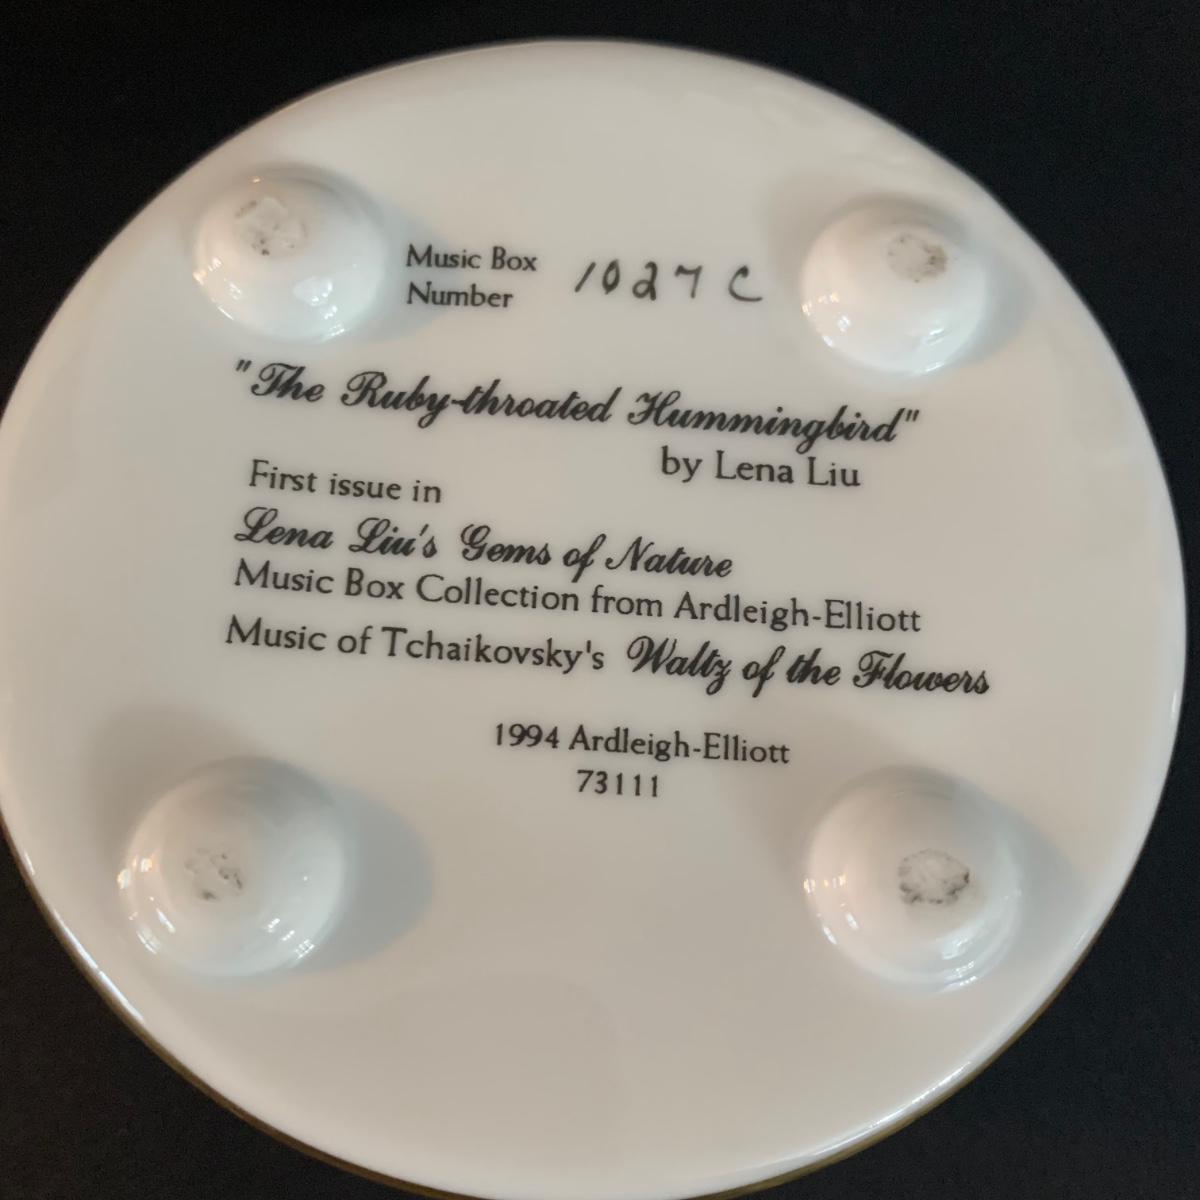 Music Box
Number 1027 C
"The Ruby-throated Hummingbird"
by Lena Liu
First issue in
Lena Liu's Gems of Nature
Music Box Collection from Ardleigh-Elliott
Music of Tchaikovsky's Waltz of the Flowers
1994 Ardleigh-Elliott
73111